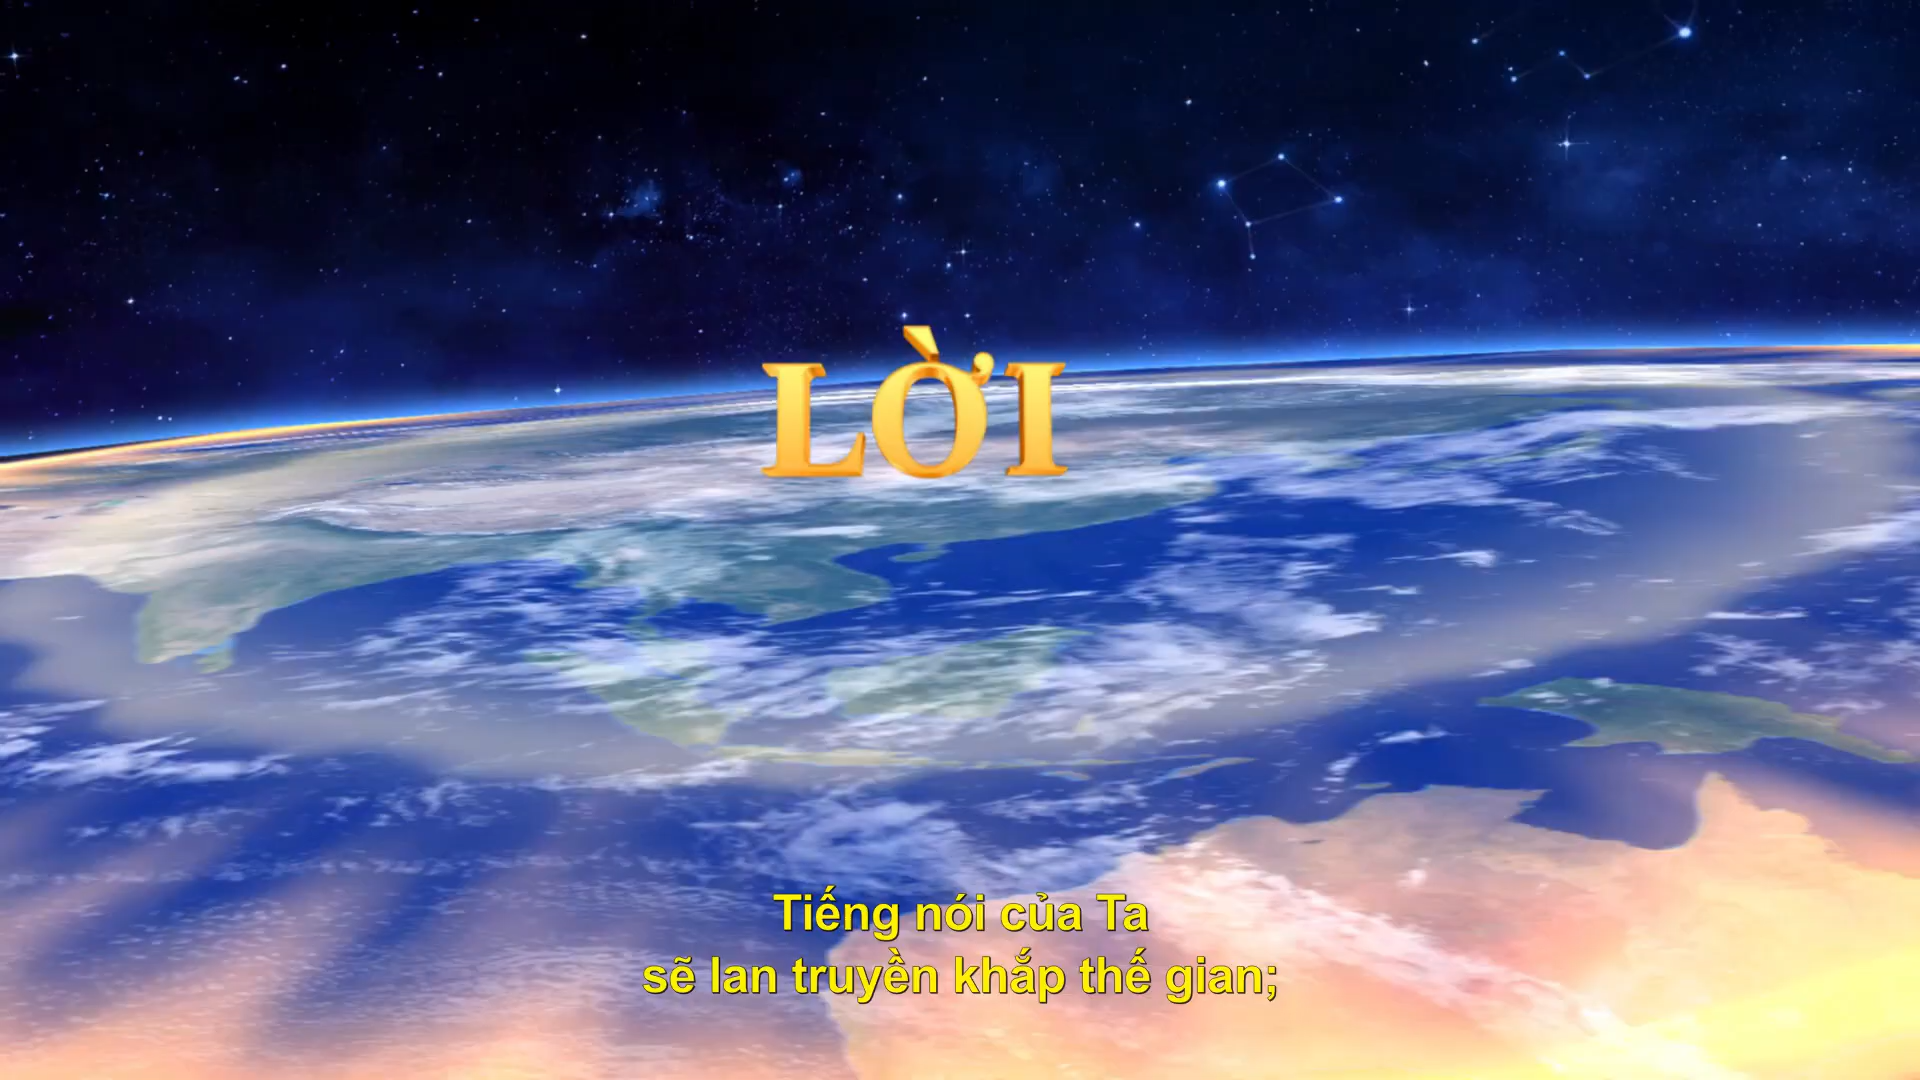 LỜI
Tiếng nói của Ta
sẽ lan truyền khắp thế gian;